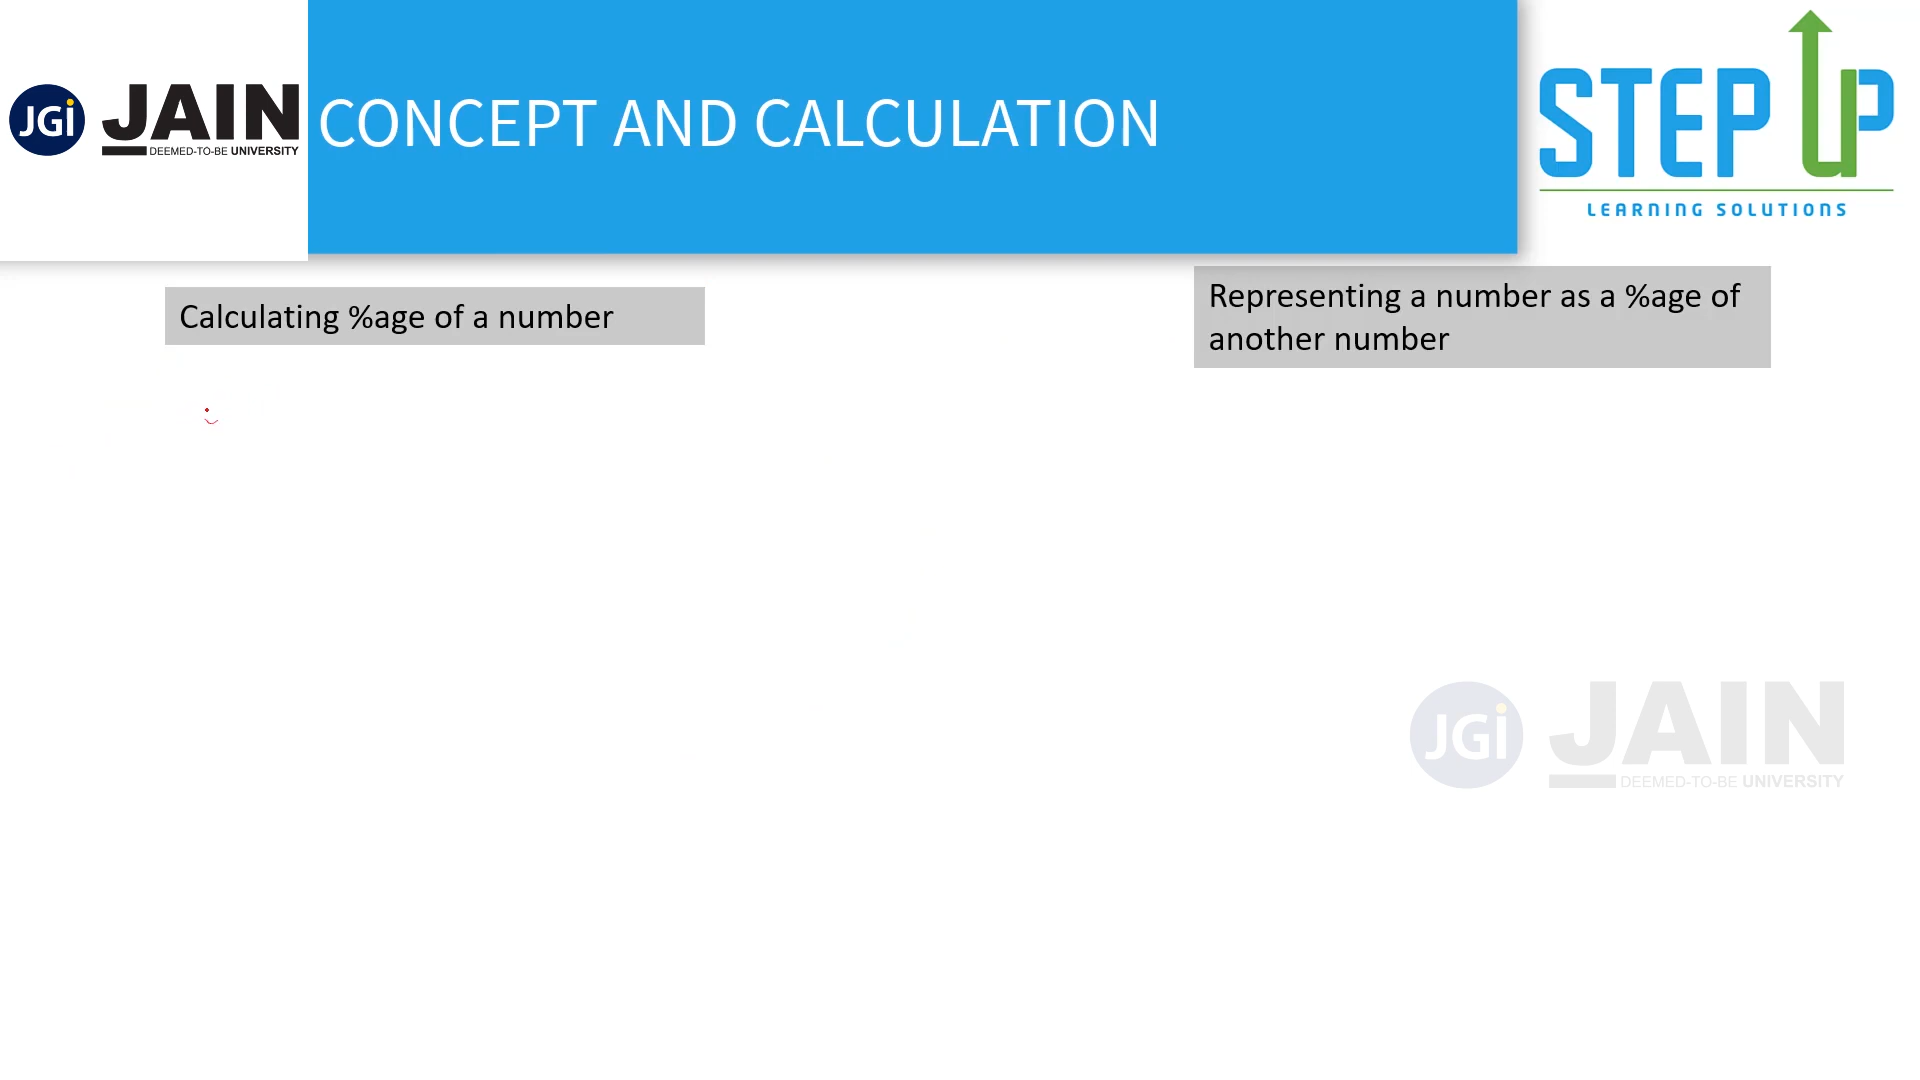 JGi JAIN
DEEMED-TO-BE UNIVERSITY
CONCEPT AND CALCULATION
STEP UP
LEARNING SOLUTIONS
Calculating %age of a number
Representing a number as a %age of
another number
JGi JAIN
DEEMED-TO-BE UNIVERSITY